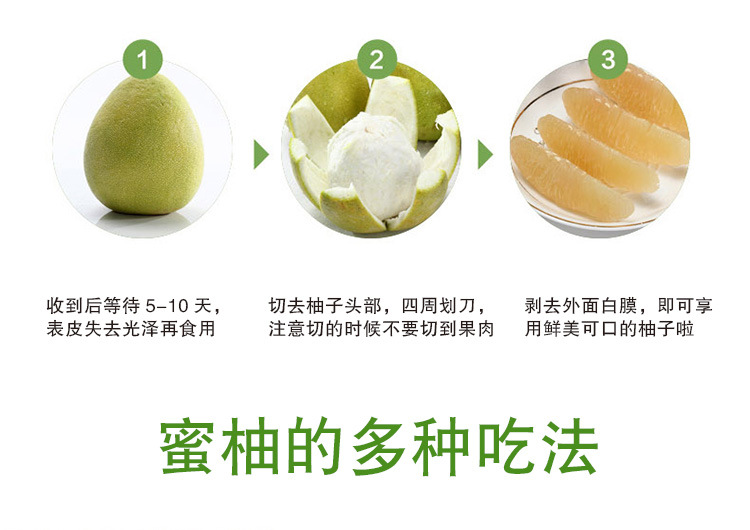 1
2
3
收到后等待 5-10 天，
表皮失去光泽再食用
切去柚子头部，四周划刀，
注意切的时候不要切到果肉
剥去外面白膜，即可享
用鲜美可口的柚子啦
蜜柚的多种吃法